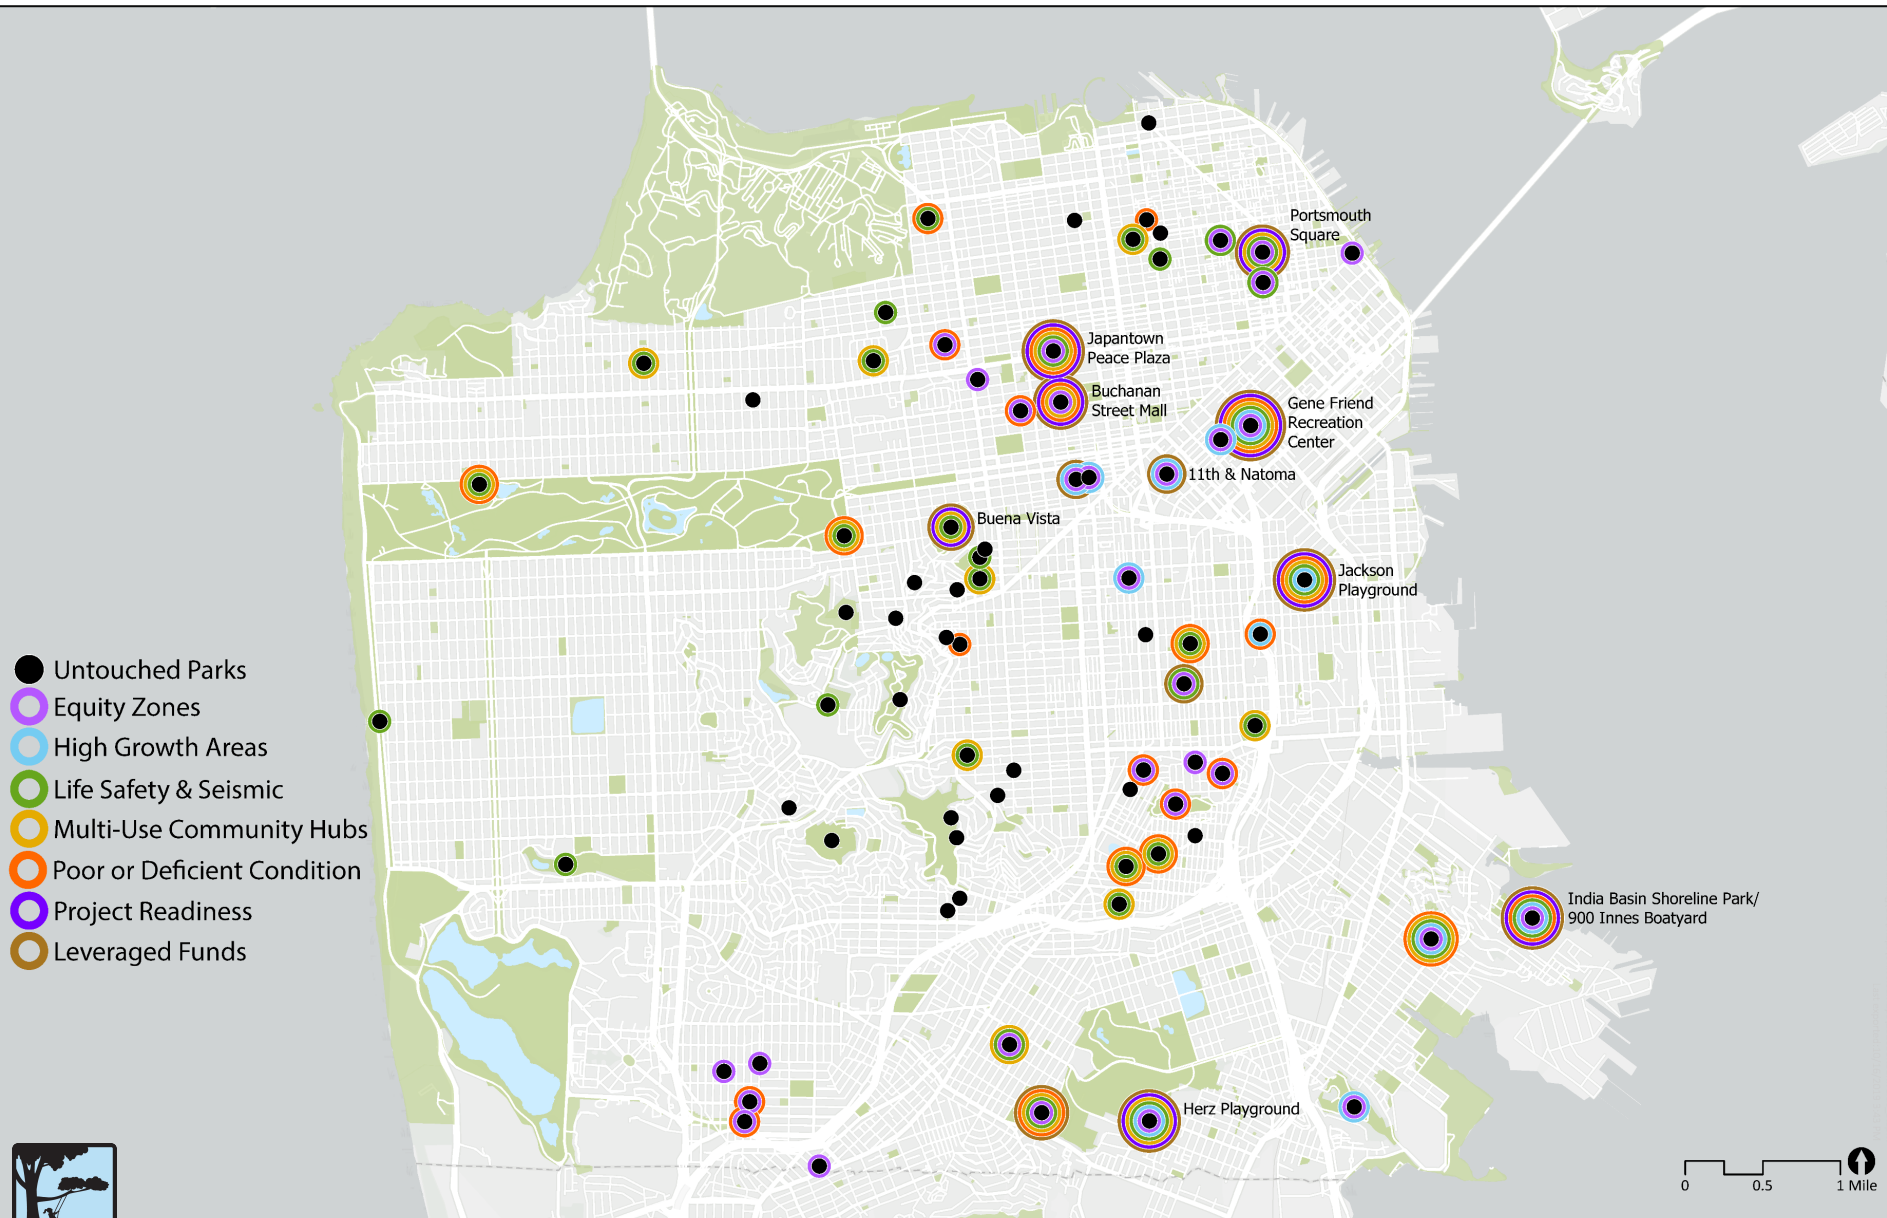 Portsmouth
Square
Japantown
Peace Plaza
Buchanan
Street Mall
Gene Friend
Recreation
Center
11th & Natoma
Buena Vista
Jackson
Playground
Untouched Parks
Equity Zones
High Growth Areas
Life Safety & Seismic
Multi-Use Community Hubs
Poor or Deficient Condition
Project Readiness
Leveraged Funds
India Basin Shoreline Park/
900 Innes Boatyard
Herz Playground
0 0.5 1 Mile